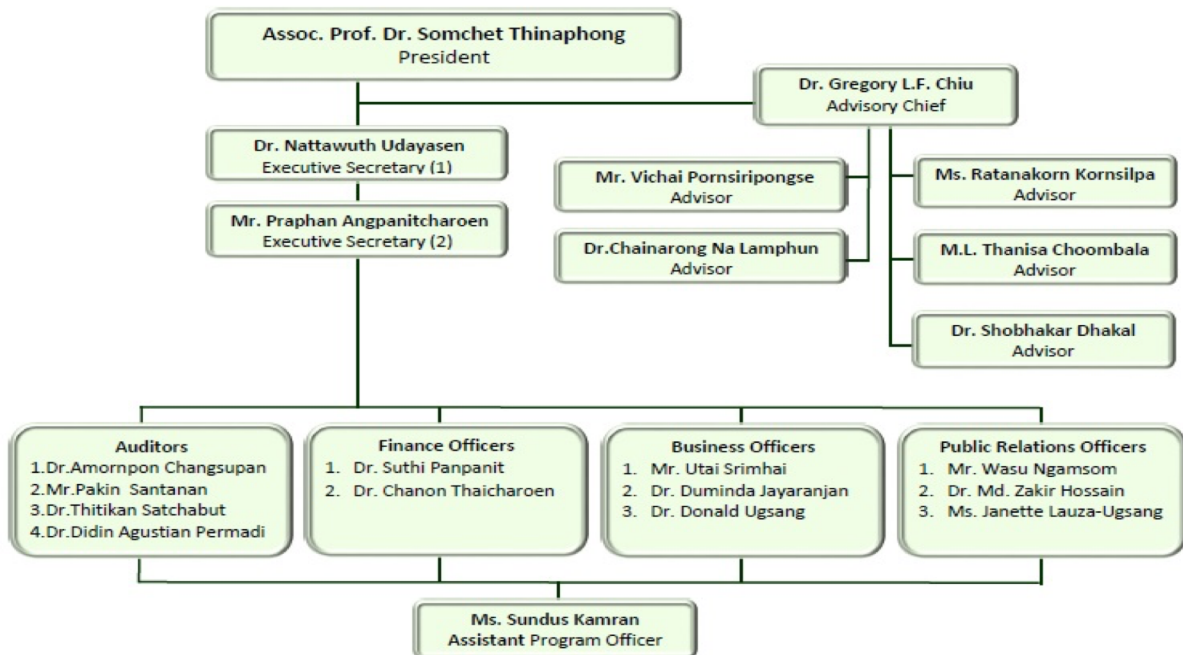 Assoc. Prof. Dr. Somchet Thinaphong
President
Dr. Gregory L.F. Chiu
Advisory Chief
Dr. Nattawuth Udayasen
Executive Secretary (1)
Mr. Praphan Angpanitcharoen
Executive Secretary (2)
Mr. Vichai Pornsiripongse
Advisor
Dr.Chainarong Na Lamphun
Advisor
Ms. Ratanakorn Kornsilpa
Advisor
M.L. Thanisa Choombala
Advisor
Dr. Shobhakar Dhakal
Advisor
Auditors
1.Dr.Amornpon Changsupan
2.Mr.Pakin Santanan
3.Dr.Thitikan Satchabut
4.Dr.Didin Agustian Permadi
Finance Officers
1. Dr. Suthi Panpanit
2. Dr. Chanon Thaicharoen
Business Officers
1. Mr. Utai Srimhai
2. Dr. Duminda Jayaranjan
3. Dr. Donald Ugsang
Public Relations Officers
1. Mr. Wasu Ngamsom
2. Dr. Md. Zakir Hossain
3. Ms. Janette Lauza-Ugsang
Ms. Sundus Kamran
Assistant Program Officer